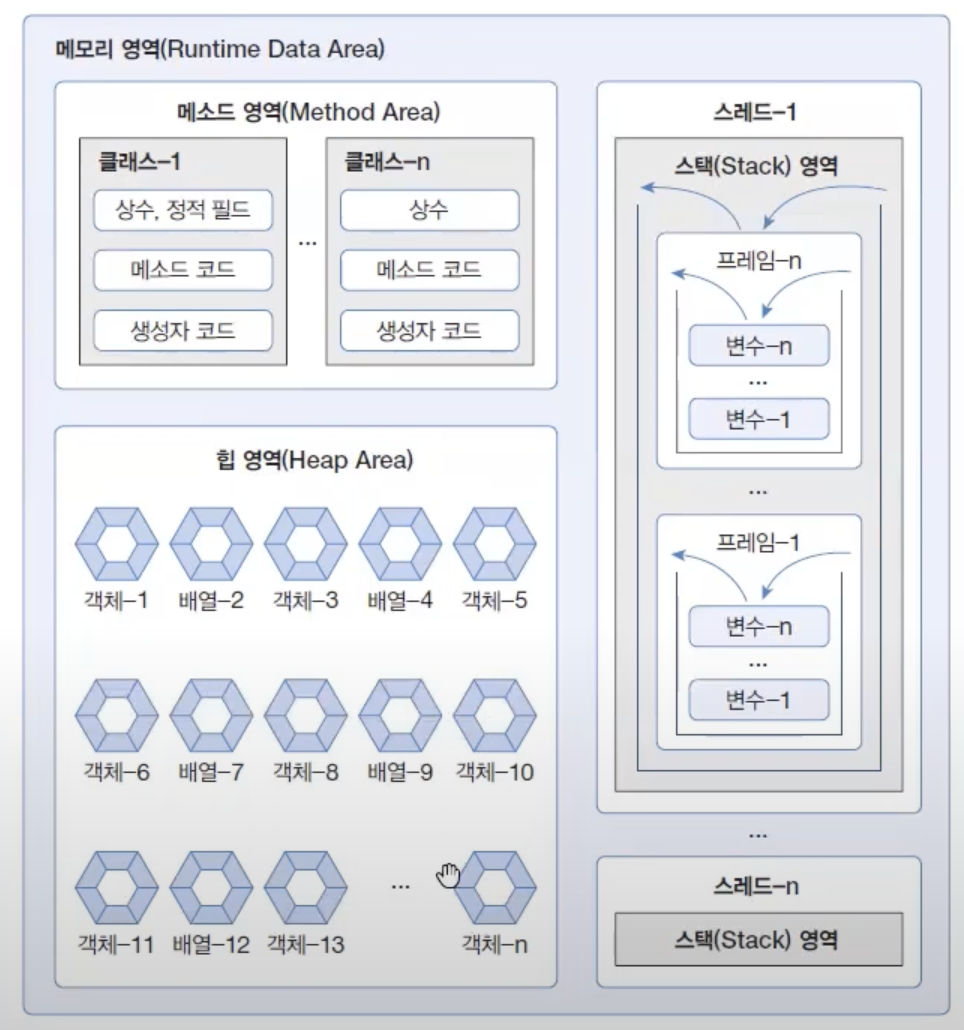 메모리 영역(Runtime Data Area)
메소드 영역(Method Area)
클래스–1
상수, 정적 필드
메소드 코드
생성자 코드
...
클래스–n
상수
메소드 코드
생성자 코드
힙 영역(Heap Area)
객체–1 배열–2 객체–3 배열–4 객체–5
객체–6 배열–7 객체–8 배열–9 객체–10
...
객체–11 배열–12 객체–13 객체–n
스레드–1
스택(Stack) 영역
프레임–n
변수–n
...
변수–1
...
프레임–1
변수–n
...
변수–1
...
스레드–n
스택(Stack) 영역